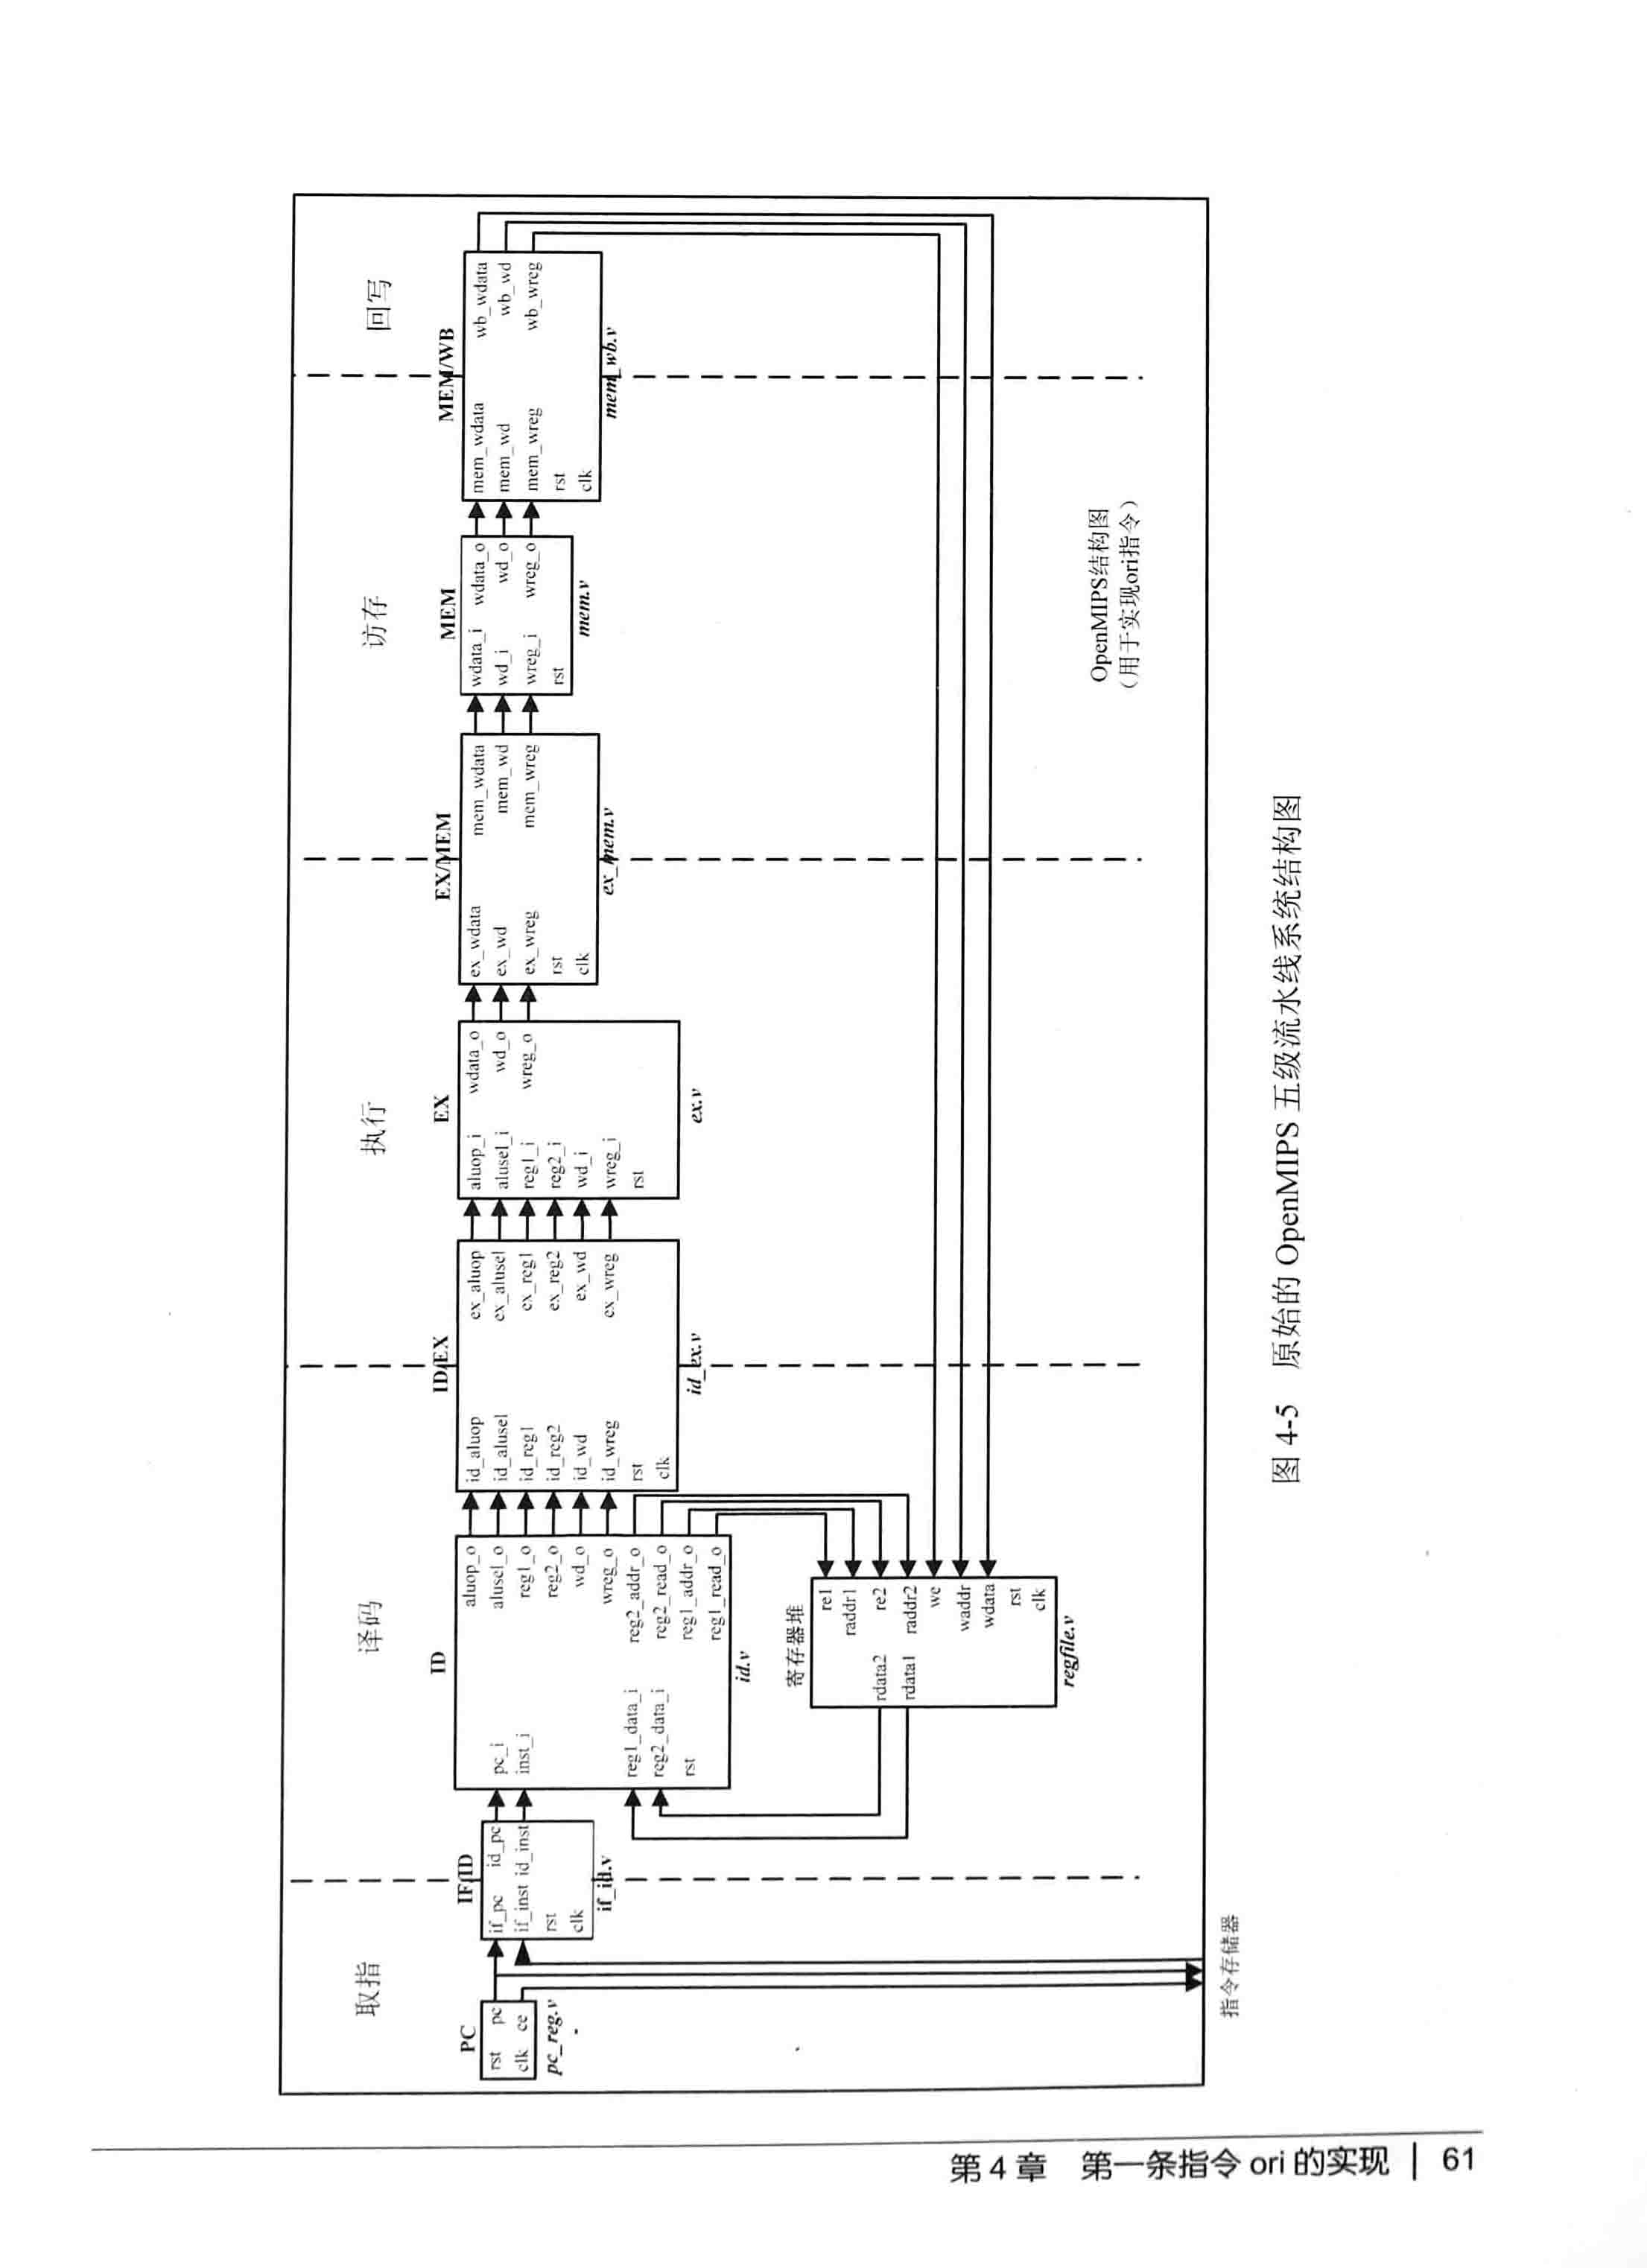 取指
译码
执行
访存
回写
PC
rst pc
clk ce
pc_reg.v
IF/ID
if_pc id_pc
if_inst id_inst
rst
clk
if_id.v
ID
pc_i
inst_i
reg1_data_i
reg2_data_i
rst
aluop_o
alusel_o
reg1_o
reg2_o
wd_o
wreg_o
reg2_addr_o
reg2_read_o
reg1_addr_o
reg1_read_o
id.v
寄存器堆
rdata2
rdata1
re1
raddr1
re2
raddr2
we
waddr
wdata
rst
clk
regfile.v
ID/EX
id_aluop ex_aluop
id_alusel ex_alusel
id_reg1 ex_reg1
id_reg2 ex_reg2
id_wd ex_wd
id_wreg ex_wreg
rst
clk
id_ex.v
EX
aluop_i wdata_o
alusel_i wd_o
reg1_i wreg_o
reg2_i
wd_i
wreg_i
rst
ex.v
EX/MEM
ex_wdata mem_wdata
ex_wd mem_wd
ex_wreg mem_wreg
rst
clk
ex_mem.v
MEM
wdata_i wdata_o
wd_i wd_o
wreg_i wreg_o
rst
mem.v
MEM/WB
mem_wdata wb_wdata
mem_wd wb_wd
mem_wreg wb_wreg
rst
clk
mem_wb.v
OpenMIPS结构图
（用于实现ori指令）
指令存储器
图 4-5 原始的 OpenMIPS 五级流水线系统结构图
第 4 章 第一条指令 ori 的实现 | 61